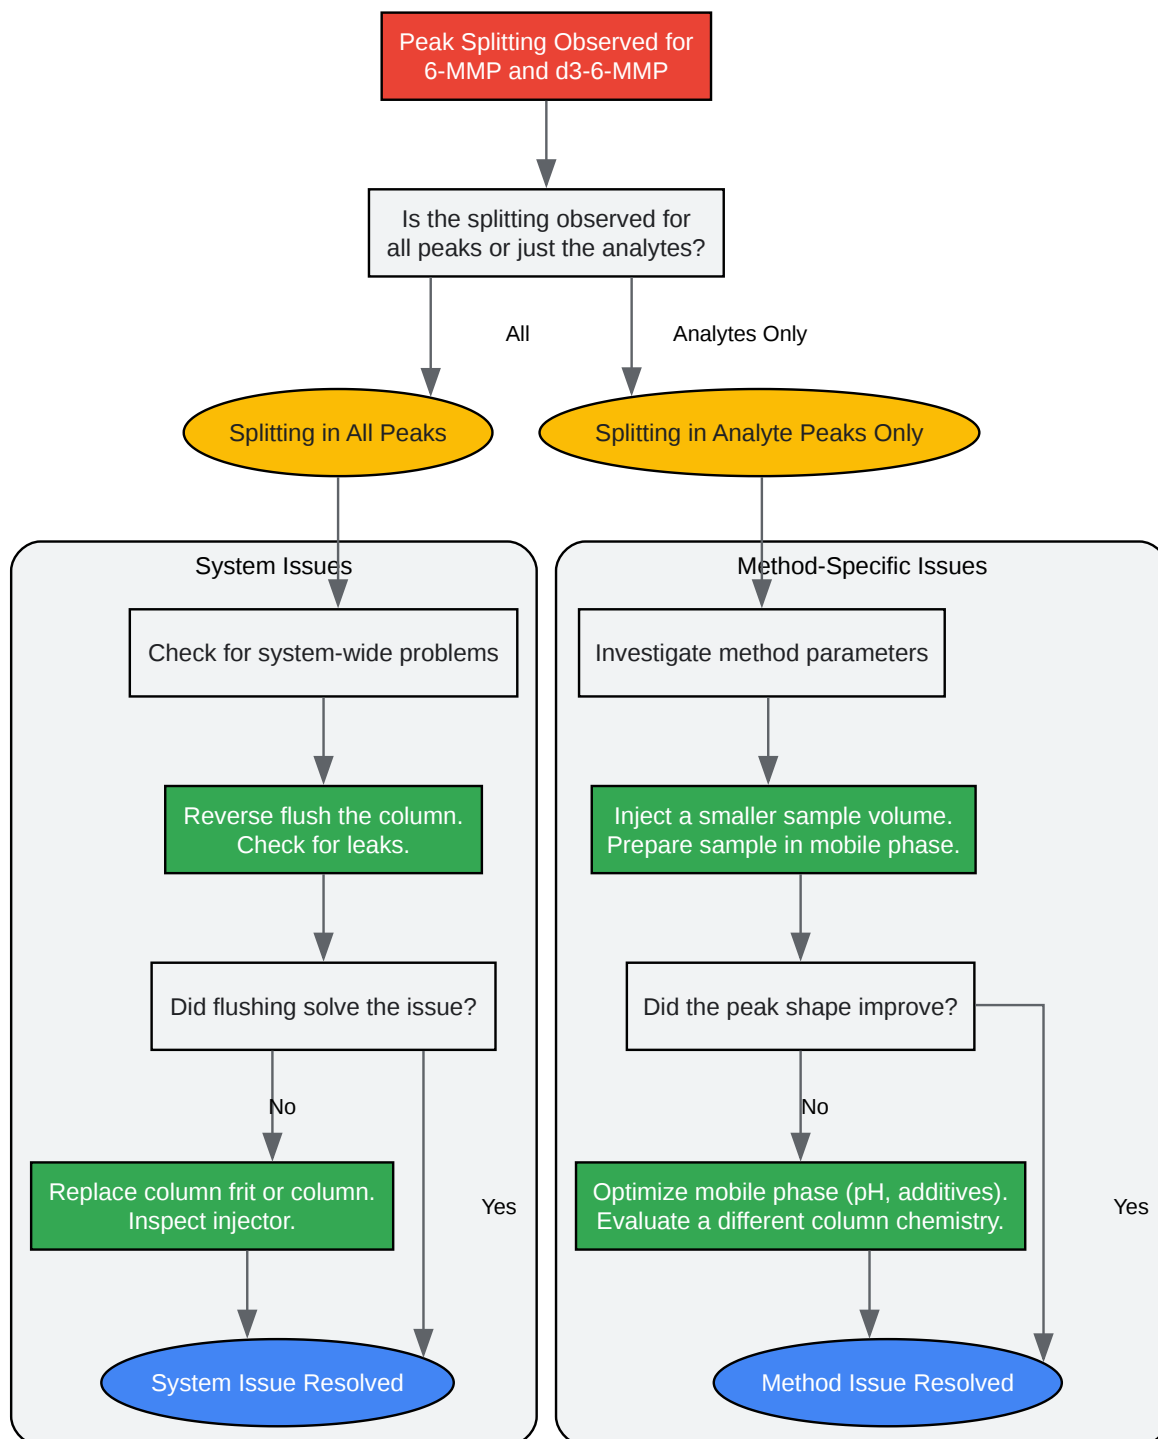 Peak Splitting Observed for
6-MMP and d3-6-MMP
Is the splitting observed for
all peaks or just the analytes?
All
Analytes Only
Splitting in All Peaks
Splitting in Analyte Peaks Only
System Issues
Method-Specific Issues
Check for system-wide problems
Investigate method parameters
Reverse flush the column.
Check for leaks.
Inject a smaller sample volume.
Prepare sample in mobile phase.
Did flushing solve the issue?
Did the peak shape improve?
No
No
Replace column frit or column.
Inspect injector.
Yes
Optimize mobile phase (pH, additives).
Evaluate a different column chemistry.
Yes
System Issue Resolved
Method Issue Resolved